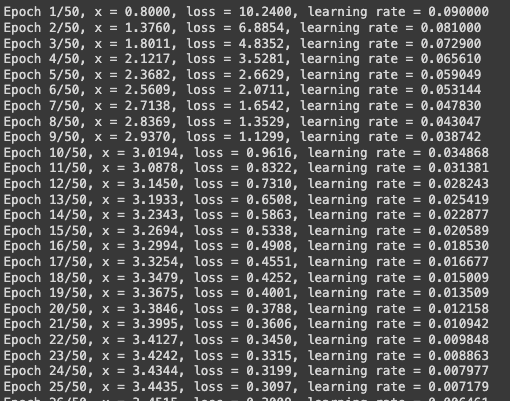 Epoch 1/50, x = 0.8000, loss = 10.2400, learning rate = 0.090000
Epoch 2/50, x = 1.3760, loss = 6.8854, learning rate = 0.081000
Epoch 3/50, x = 1.8011, loss = 4.8352, learning rate = 0.072900
Epoch 4/50, x = 2.1217, loss = 3.5281, learning rate = 0.065610
Epoch 5/50, x = 2.3682, loss = 2.6629, learning rate = 0.059049
Epoch 6/50, x = 2.5609, loss = 2.0711, learning rate = 0.053144
Epoch 7/50, x = 2.7138, loss = 1.6542, learning rate = 0.047830
Epoch 8/50, x = 2.8369, loss = 1.3529, learning rate = 0.043047
Epoch 9/50, x = 2.9370, loss = 1.1299, learning rate = 0.038742
Epoch 10/50, x = 3.0194, loss = 0.9616, learning rate = 0.034868
Epoch 11/50, x = 3.0878, loss = 0.8322, learning rate = 0.031381
Epoch 12/50, x = 3.1450, loss = 0.7310, learning rate = 0.028243
Epoch 13/50, x = 3.1933, loss = 0.6508, learning rate = 0.025419
Epoch 14/50, x = 3.2343, loss = 0.5863, learning rate = 0.022877
Epoch 15/50, x = 3.2694, loss = 0.5338, learning rate = 0.020589
Epoch 16/50, x = 3.2994, loss = 0.4908, learning rate = 0.018530
Epoch 17/50, x = 3.3254, loss = 0.4551, learning rate = 0.016677
Epoch 18/50, x = 3.3479, loss = 0.4252, learning rate = 0.015009
Epoch 19/50, x = 3.3675, loss = 0.4001, learning rate = 0.013509
Epoch 20/50, x = 3.3846, loss = 0.3788, learning rate = 0.012158
Epoch 21/50, x = 3.3995, loss = 0.3606, learning rate = 0.010942
Epoch 22/50, x = 3.4127, loss = 0.3450, learning rate = 0.009848
Epoch 23/50, x = 3.4242, loss = 0.3315, learning rate = 0.008863
Epoch 24/50, x = 3.4344, loss = 0.3199, learning rate = 0.007977
Epoch 25/50, x = 3.4435, loss = 0.3097, learning rate = 0.007179